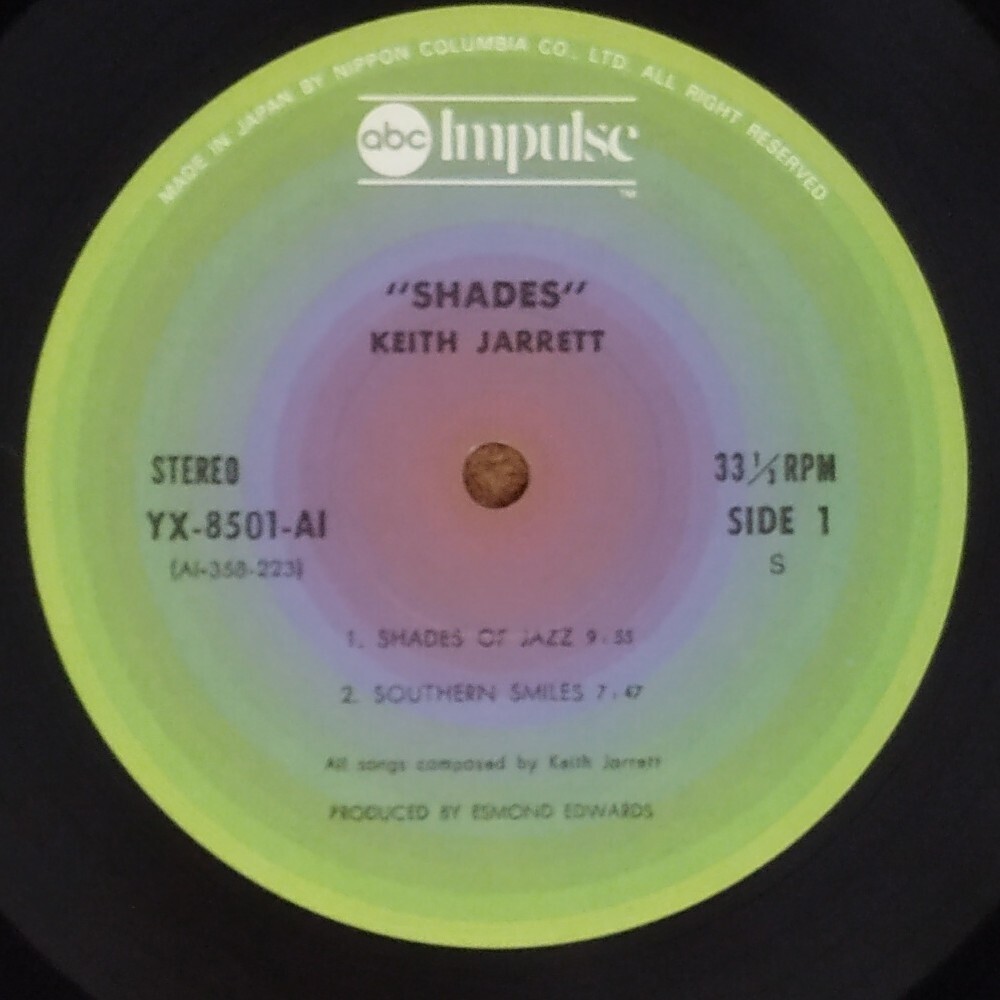 MADE IN JAPAN BY NIPPON COLUMBIA CO., LTD. ALL RIGHT RESERVED
abc Impulse
TM
"SHADES"
KEITH JARRETT
STEREO
33 1/3 RPM
YX-8501-AI
SIDE 1
(AI-358-223)
S
1. SHADES OF JAZZ 9:55
2. SOUTHERN SMILES 7:47
All songs composed by Keith Jarrett
PRODUCED BY ESMOND EDWARDS